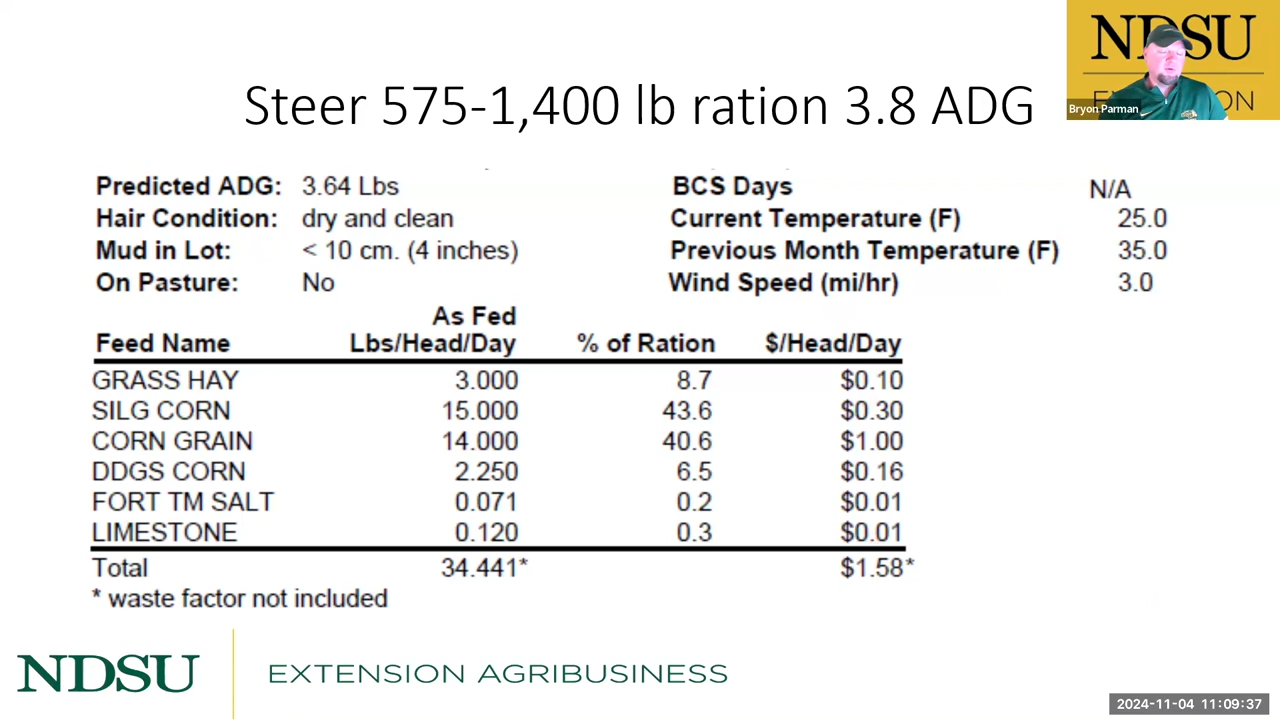 NDSU
EXTENSION
Bryon Parman
Steer 575-1,400 lb ration 3.8 ADG
Predicted ADG: 3.64 Lbs BCS Days N/A
Hair Condition: dry and clean Current Temperature (F) 25.0
Mud in Lot: < 10 cm. (4 inches) Previous Month Temperature (F) 35.0
On Pasture: No Wind Speed (mi/hr) 3.0
As Fed
Feed Name Lbs/Head/Day % of Ration $/Head/Day
GRASS HAY 3.000 8.7 $0.10
SILG CORN 15.000 43.6 $0.30
CORN GRAIN 14.000 40.6 $1.00
DDGS CORN 2.250 6.5 $0.16
FORT TM SALT 0.071 0.2 $0.01
LIMESTONE 0.120 0.3 $0.01
Total 34.441* $1.58*
* waste factor not included
NDSU EXTENSION AGRIBUSINESS
2024-11-04 11:09:37